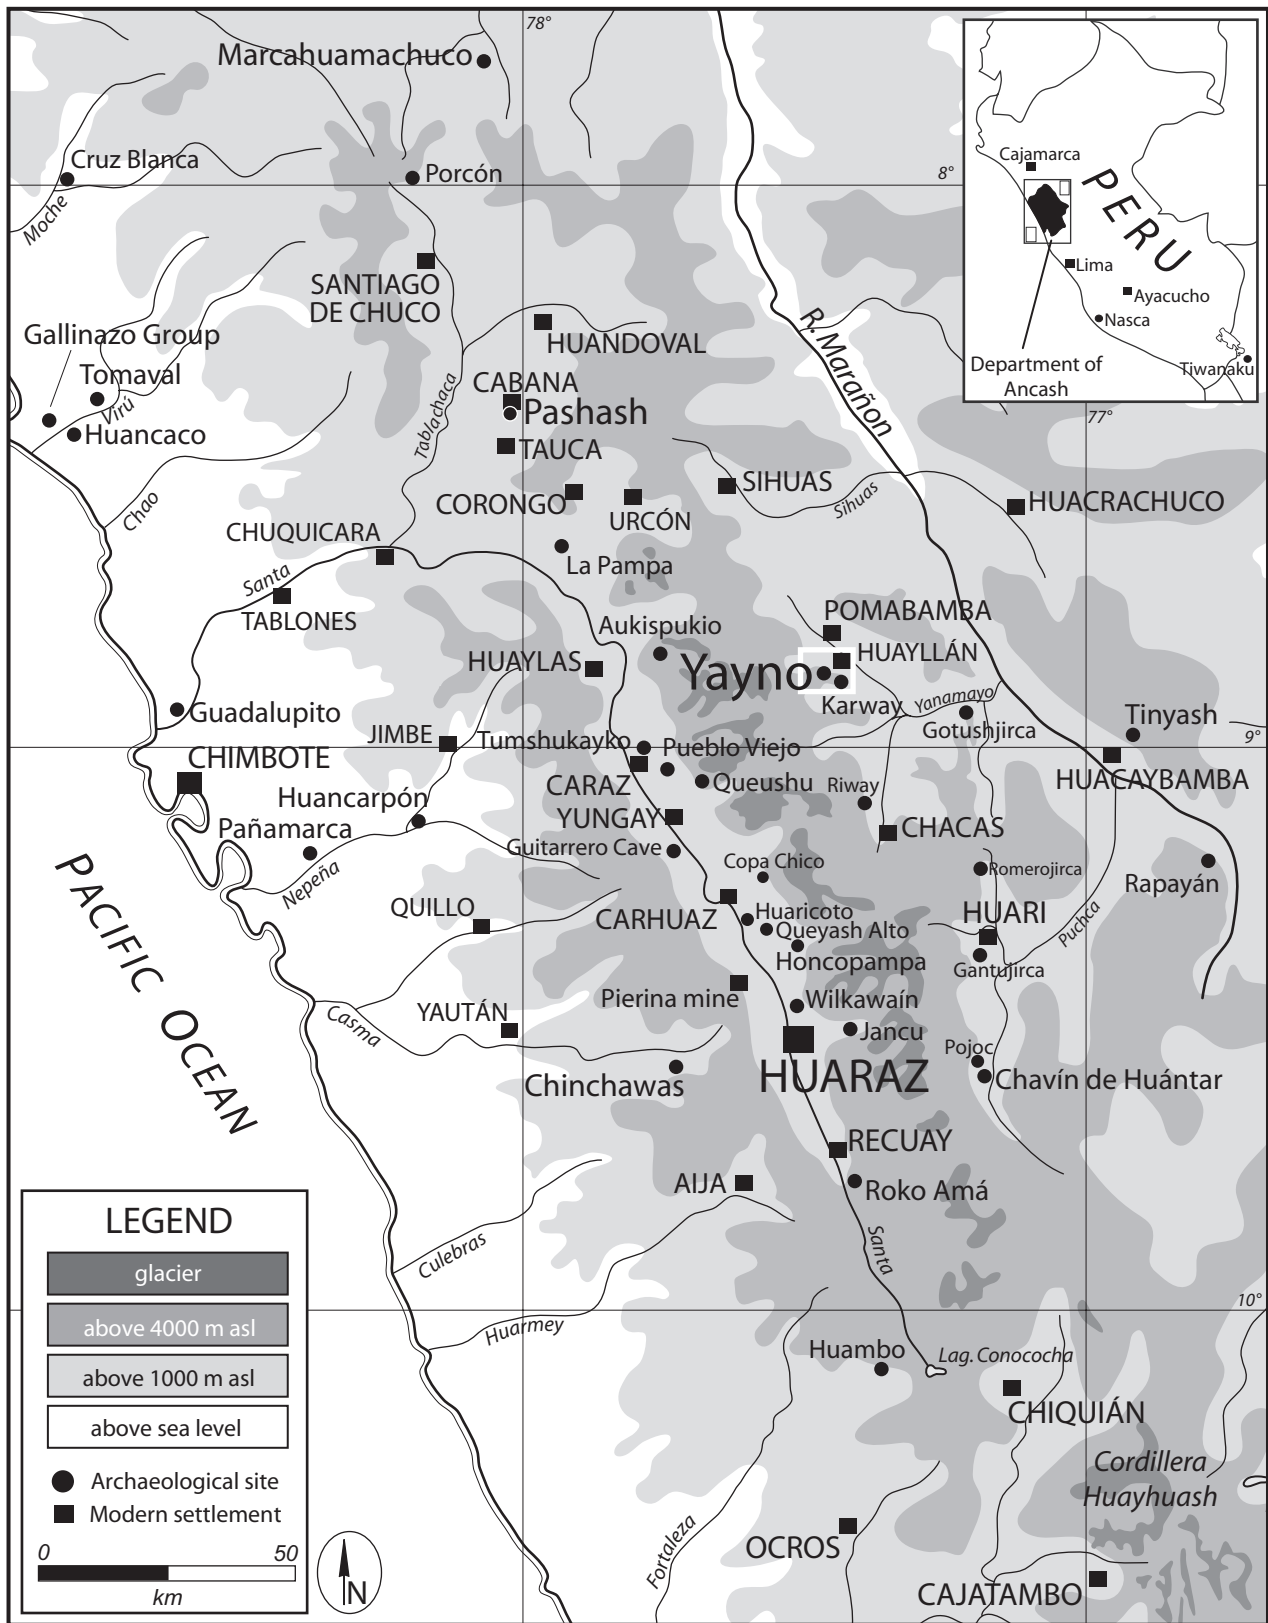 78°
Marcahuamachuco
Cruz Blanca
Porcón
8°
Moche
SANTIAGO
DE CHUCO
Gallinazo Group
Tomaval
Virú
Huancaco
HUANDOVAL
CABANA
Pashash
Tablachaca
TAUCA
R. Marañon
Cajamarca
PERU
Lima
Ayacucho
Nasca
Department of
Ancash
Tiwanaku
77°
Chao
CORONGO
URCÓN
SIHUAS
Sihuas
HUACRACHUCO
CHUQUICARA
La Pampa
Santa
TABLONES
Aukispukio
POMABAMBA
HUAYLAS
Yayno
HUAYLLÁN
Karway
Yanamayo
Gotushjirca
Tinyash
Guadalupito
JIMBE
Tumshukayko
Pueblo Viejo
9°
CHIMBOTE
CARAZ
Queushu
Riway
HUACAYBAMBA
Huancarpón
YUNGAY
CHACAS
Pañamarca
Guitarrero Cave
Copa Chico
Romerojirca
Rapayán
Nepeña
PACIFIC OCEAN
QUILLO
CARHUAZ
Huaricoto
Queyash Alto
HUARI
Puchca
Honcopampa
Gantujirca
Pierina mine
Wilkawaín
Casma
YAUTÁN
Jancu
Pojoc
Chinchawas
HUARAZ
Chavín de Huántar
RECUAY
AIJA
Roko Amá
Santa
Culebras
Huarmey
10°
Huambo
Lag. Conococha
CHIQUIÁN
Cordillera
Huayhuash
Fortaleza
OCROS
CAJATAMBO
LEGEND
glacier
above 4000 m asl
above 1000 m asl
above sea level
Archaeological site
Modern settlement
0 50
km
N